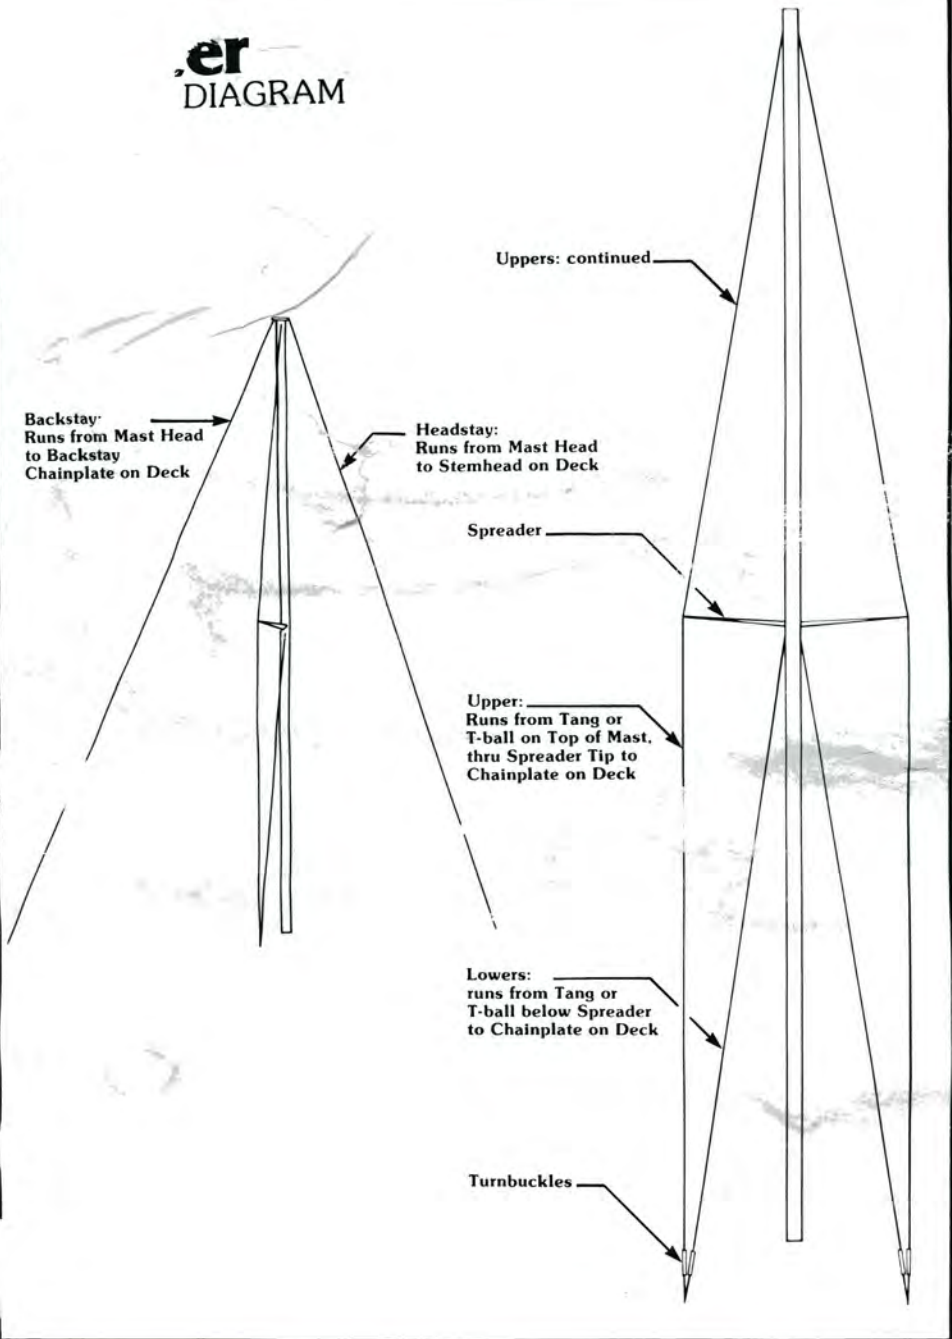 er
DIAGRAM
Uppers: continued
Backstay:
Runs from Mast Head
to Backstay
Chainplate on Deck
Headstay:
Runs from Mast Head
to Stemhead on Deck
Spreader
Upper:
Runs from Tang or
T-ball on Top of Mast,
thru Spreader Tip to
Chainplate on Deck
Lowers:
runs from Tang or
T-ball below Spreader
to Chainplate on Deck
Turnbuckles